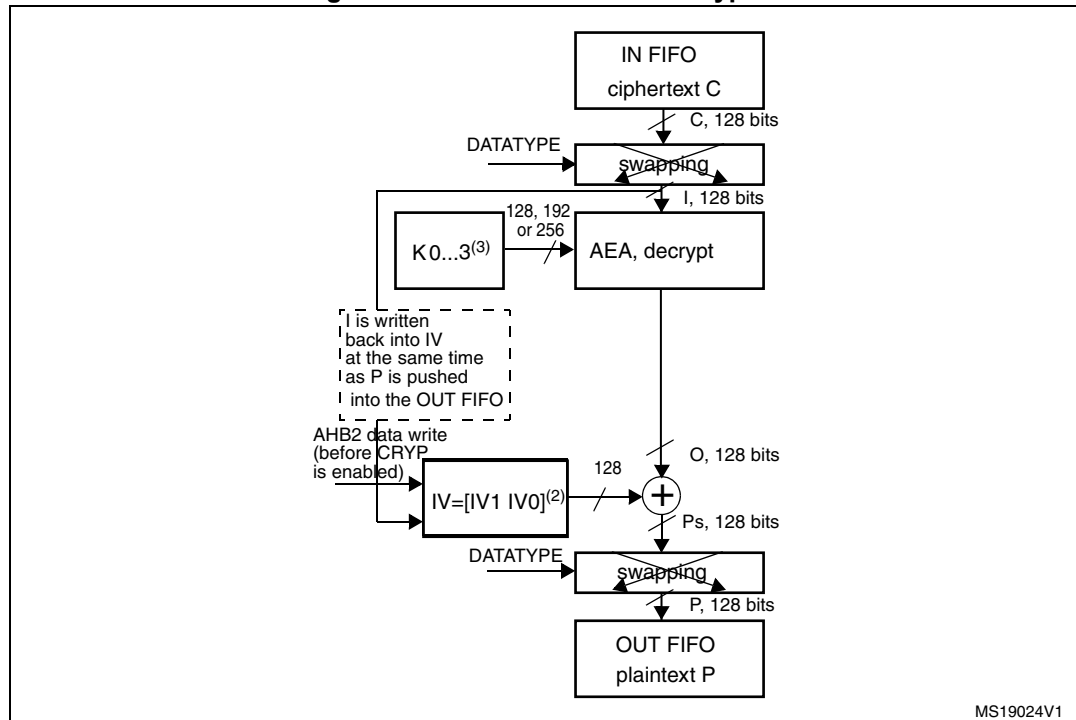 IN FIFO
ciphertext C
C, 128 bits
DATATYPE
swapping
I, 128 bits
128, 192
or 256
K 0...3(3)
AEA, decrypt
I is written
back into IV
at the same time
as P is pushed
into the OUT FIFO
AHB2 data write
(before CRYP
is enabled)
IV=[IV1 IV0](2)
128
O, 128 bits
+
Ps, 128 bits
DATATYPE
swapping
P, 128 bits
OUT FIFO
plaintext P
MS19024V1